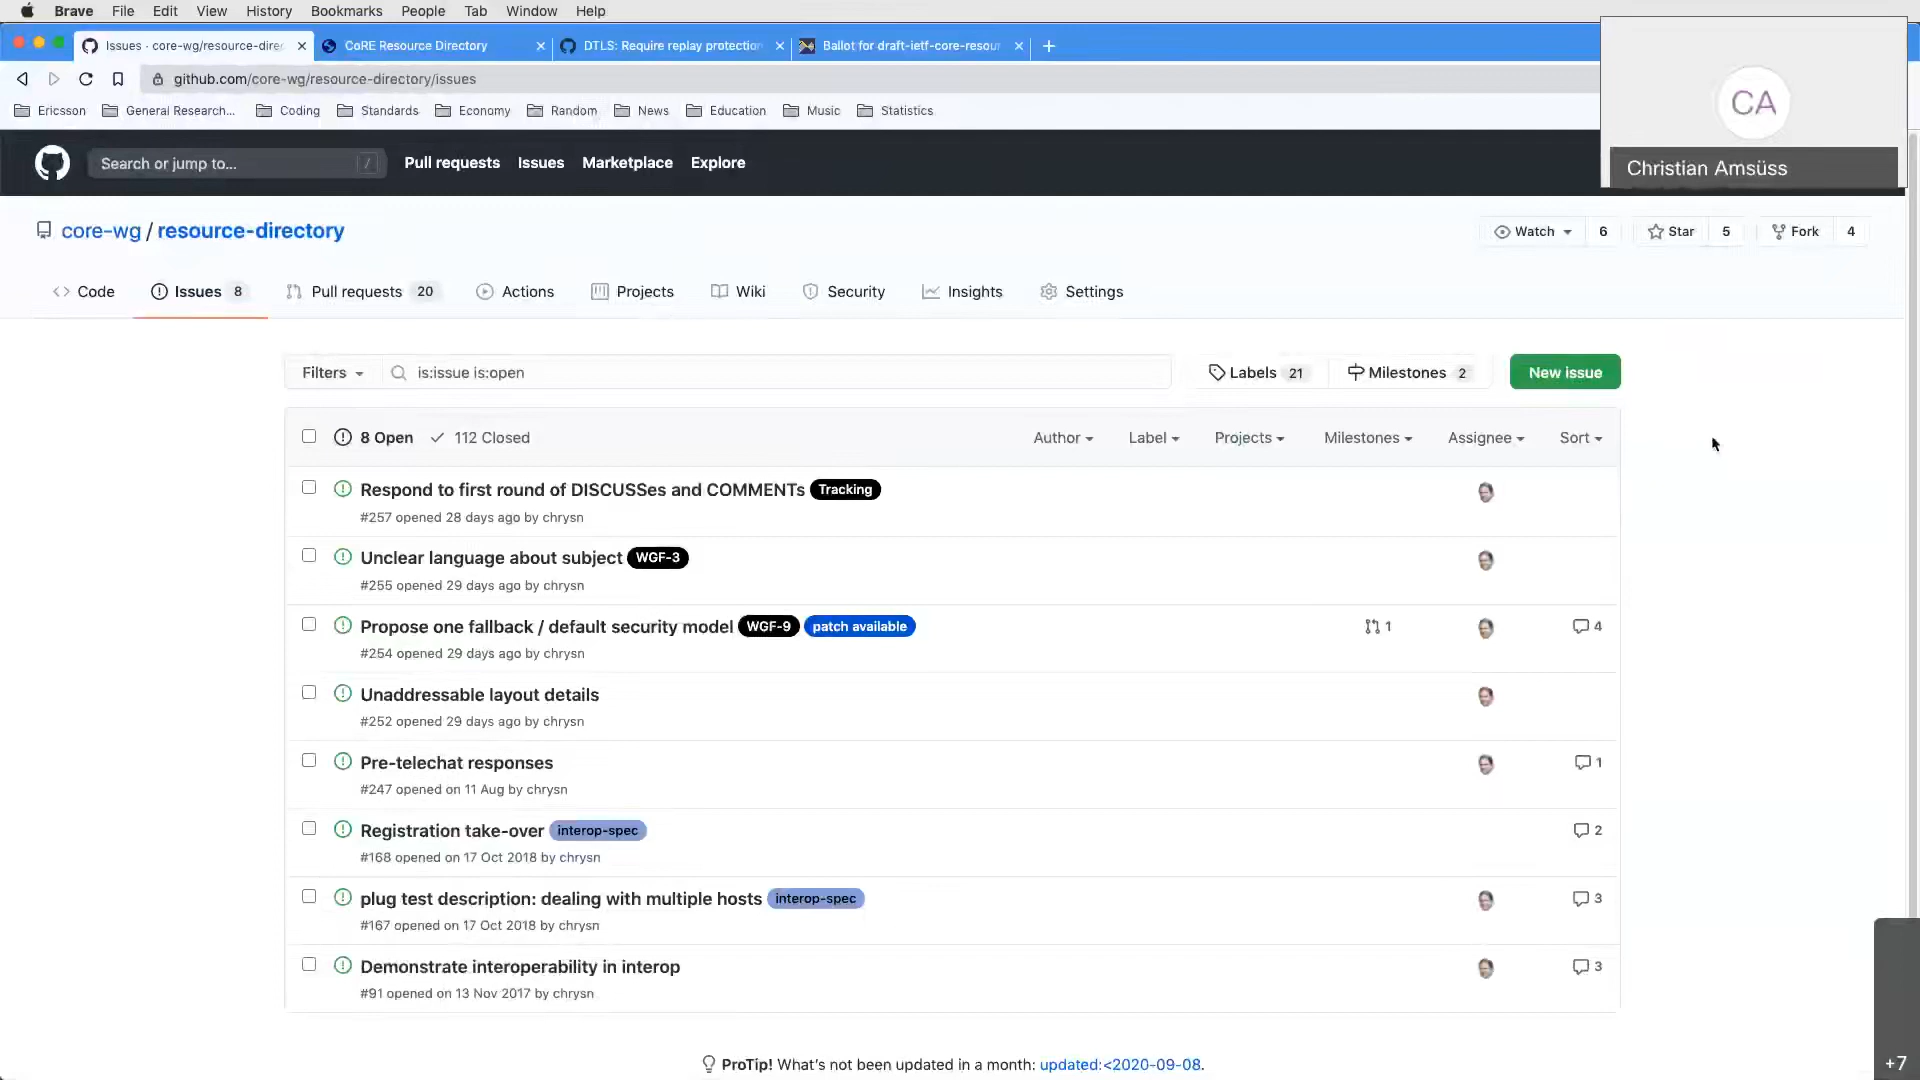 Brave File Edit View History Bookmarks People Tab Window Help
Issues · core-wg/resource-dire CoRE Resource Directory DTLS: Require replay protection Ballot for draft-ietf-core-resour
github.com/core-wg/resource-directory/issues
Ericsson General Research... Coding Standards Economy Random News Education Music Statistics
CA
Christian Amsüss
Search or jump to... / Pull requests Issues Marketplace Explore
core-wg / resource-directory
Watch 6 Star 5 Fork 4
Code Issues 8 Pull requests 20 Actions Projects Wiki Security Insights Settings
Filters is:issue is:open Labels 21 Milestones 2 New issue
8 Open 112 Closed Author Label Projects Milestones Assignee Sort
Respond to first round of DISCUSSes and COMMENTs Tracking
#257 opened 28 days ago by chrysn
Unclear language about subject WGF-3
#255 opened 29 days ago by chrysn
Propose one fallback / default security model WGF-9 patch available 1 4
#254 opened 29 days ago by chrysn
Unaddressable layout details
#252 opened 29 days ago by chrysn
Pre-telechat responses 1
#247 opened on 11 Aug by chrysn
Registration take-over interop-spec 2
#168 opened on 17 Oct 2018 by chrysn
plug test description: dealing with multiple hosts interop-spec 3
#167 opened on 17 Oct 2018 by chrysn
Demonstrate interoperability in interop 3
#91 opened on 13 Nov 2017 by chrysn
ProTip! What's not been updated in a month: updated:<2020-09-08.
+7